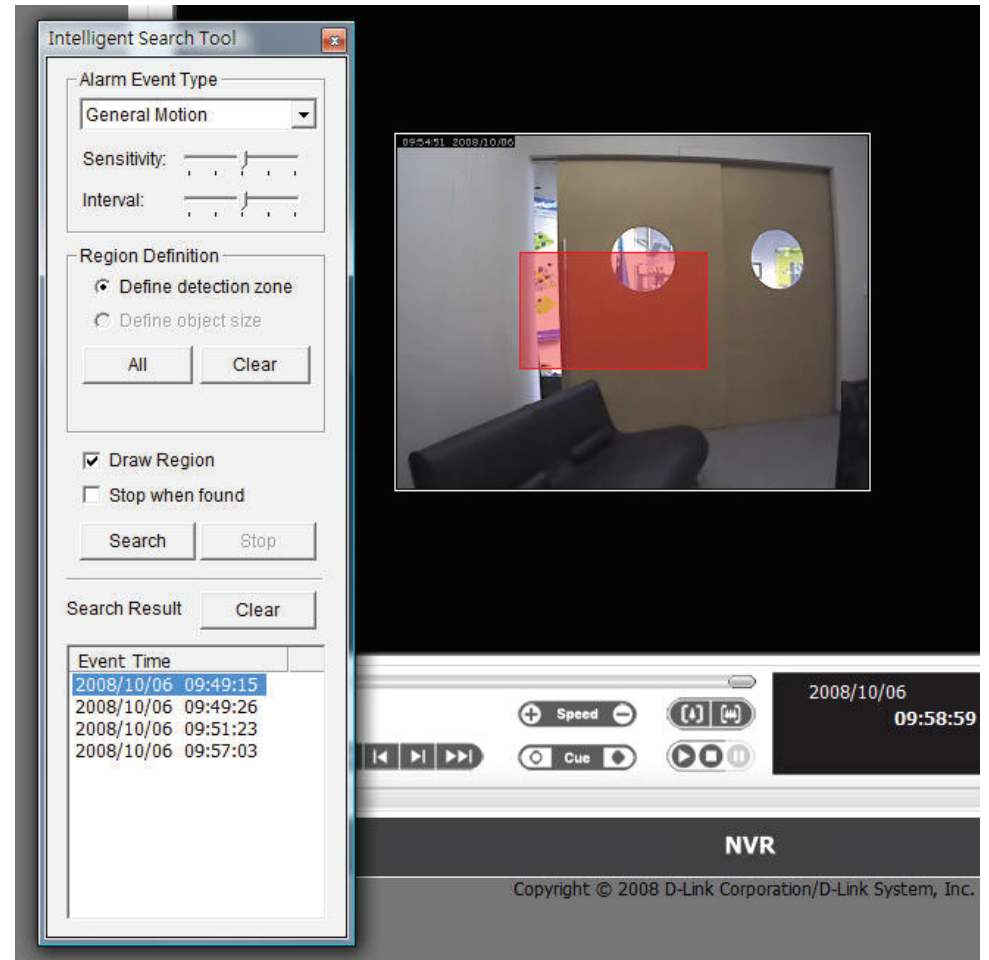 Intelligent Search Tool
Alarm Event Type
General Motion
Sensitivity:
Interval:
Region Definition
Define detection zone
Define object size
All
Clear
Draw Region
Stop when found
Search
Stop
Search Result
Clear
Event Time
2008/10/06 09:49:15
2008/10/06 09:49:26
2008/10/06 09:51:23
2008/10/06 09:57:03
09:54:51 2008/10/06
Speed
Cue
2008/10/06
09:58:59
NVR
Copyright © 2008 D-Link Corporation/D-Link System, Inc.